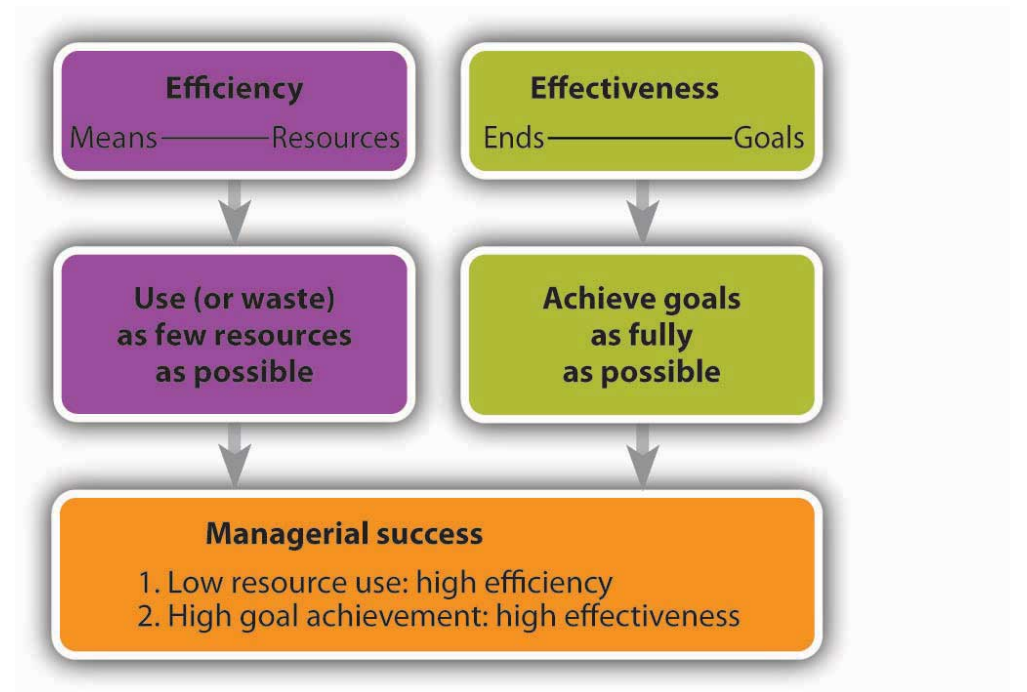 Efficiency
Means Resources
Effectiveness
Ends Goals
Use (or waste)
as few resources
as possible
Achieve goals
as fully
as possible
Managerial success
1. Low resource use: high efficiency
2. High goal achievement: high effectiveness